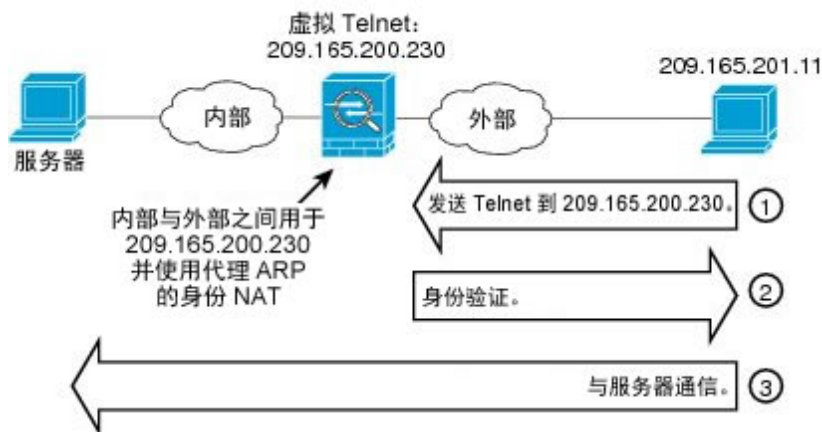 虚拟 Telnet：
209.165.200.230
209.165.201.11
内部
外部
服务器
内部与外部之间用于
209.165.200.230
并使用代理 ARP
的身份 NAT
发送 Telnet 到 209.165.200.230。
1
身份验证。
2
与服务器通信。
3